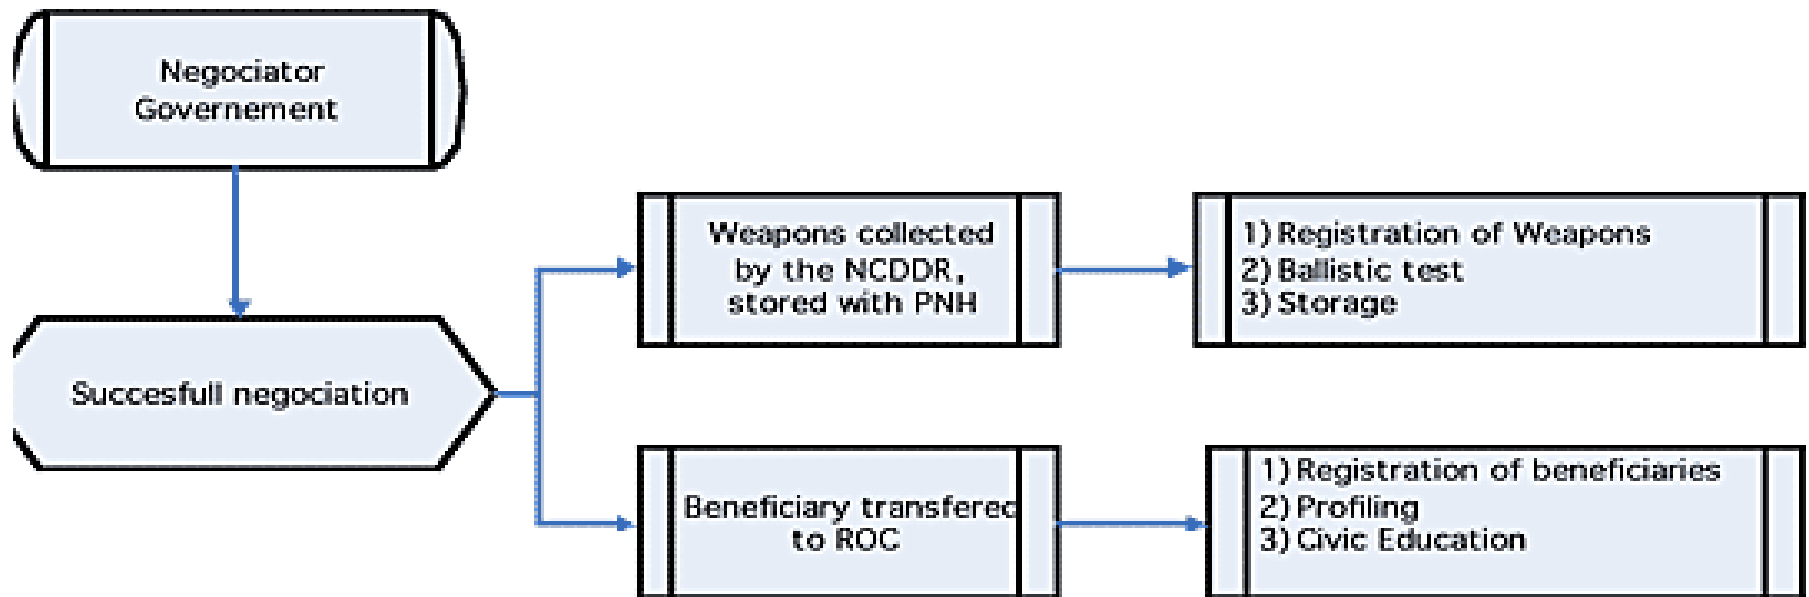 Negociator
Governement
Succesfull negociation
Weapons collected
by the NCDDR,
stored with PNH
1) Registration of Weapons
2) Ballistic test
3) Storage
Beneficiary transferec
to ROC
1) Registration of beneficiaries
2) Profiling
3) Civic Education